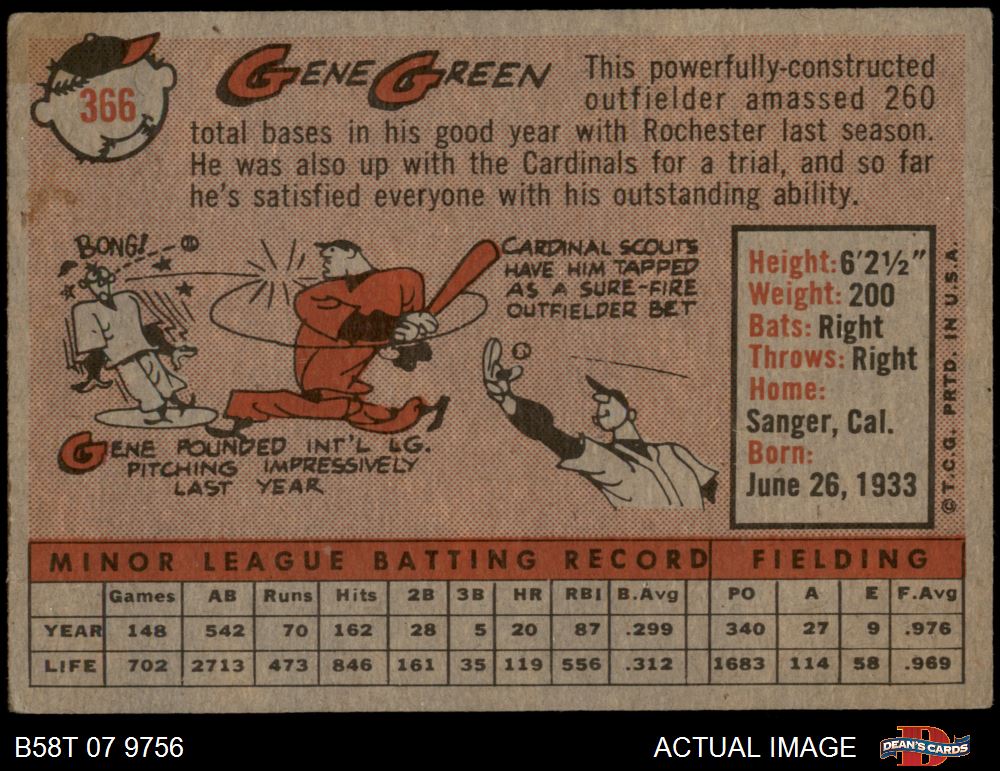 366
GENE GREEN
This powerfully-constructed
outfielder amassed 260
total bases in his good year with Rochester last season.
He was also up with the Cardinals for a trial, and so far
he's satisfied everyone with his outstanding ability.
BONG!
CARDINAL SCOUTS
HAVE HIM TAPPED
AS A SURE-FIRE
OUTFIELDER BET
GENE POUNDED INT'L LG.
PITCHING IMPRESSIVELY
LAST YEAR
Height: 6'2½"
Weight: 200
Bats: Right
Throws: Right
Home:
Sanger, Cal.
Born:
June 26, 1933
© T.C.G. PRTD. IN U.S.A.
MINOR LEAGUE BATTING RECORD FIELDING
Games AB Runs Hits 2B 3B HR RBI B.Avg PO A E F.Avg
YEAR 148 542 70 162 28 5 20 87 .299 340 27 9 .976
LIFE 702 2713 473 846 161 35 119 556 .312 1683 114 58 .969
B58T 07 9756
ACTUAL IMAGE
D
DEAN'S CARDS